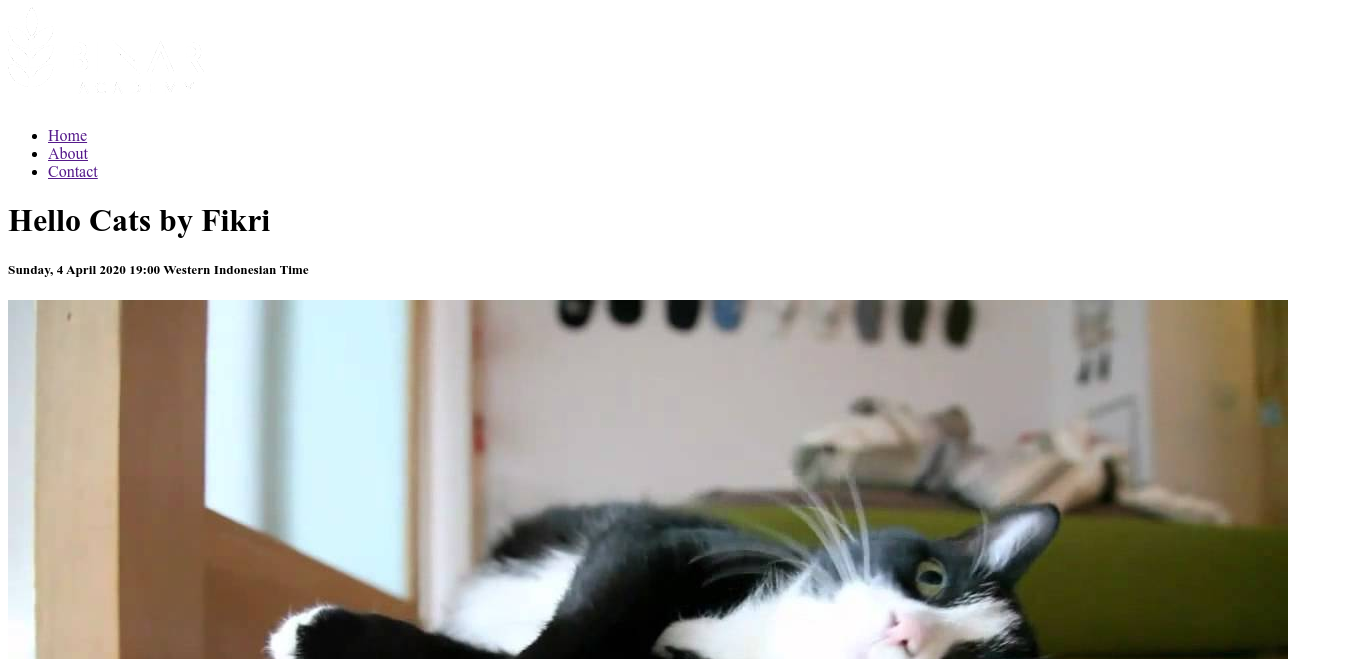 Home
About
Contact
Hello Cats by Fikri
Sunday, 4 April 2020 19:00 Western Indonesian Time